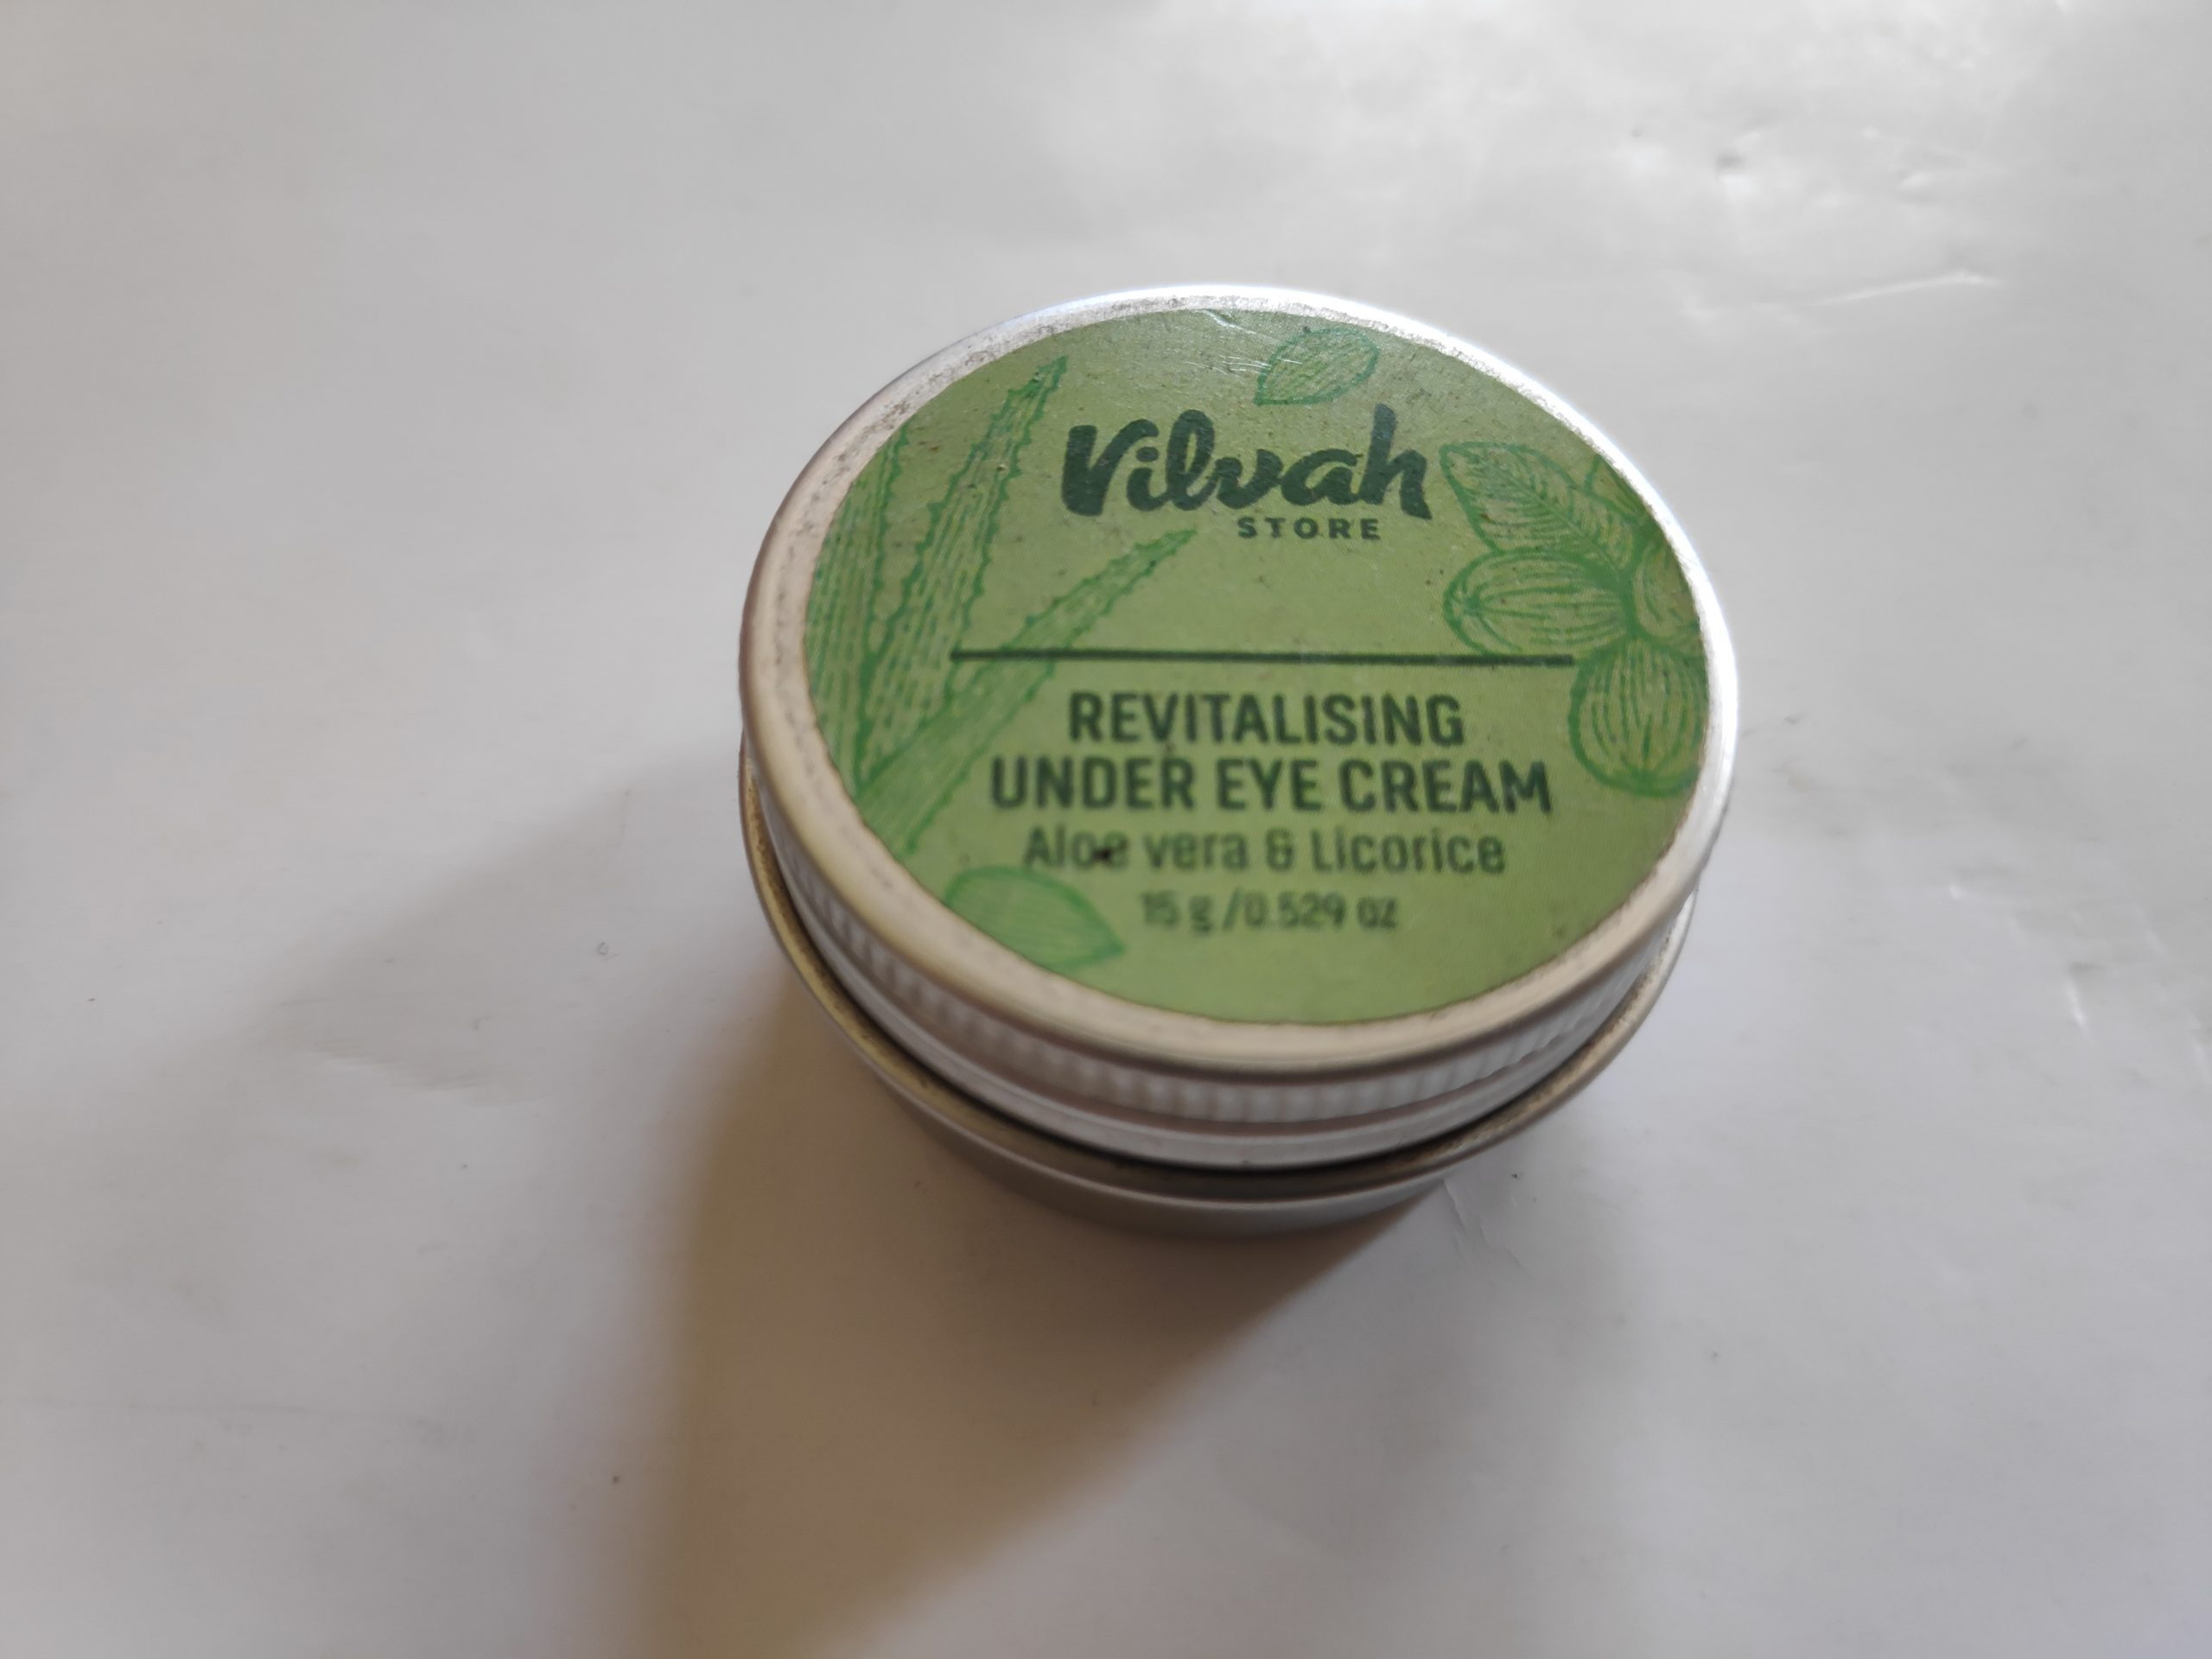 Vilvah
STORE
REVITALISING
UNDER EYE CREAM
Aloe vera & Licorice
15 g /0.529 oz